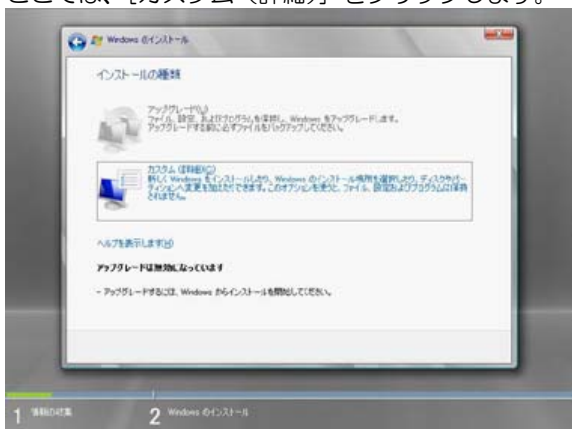 ここでは、[カスタム（詳細）]をクリックします。
Windows のインストール
インストールの種類
アップグレード(U)
ファイル、設定、およびプログラムを保持し、Windows をアップグレードします。
アップグレードする前に必ずファイルをバックアップしてください。
カスタム (詳細)(C)
新しく Windows をインストールしたり、Windows のインストール場所を選択したり、ディスクやパー
ティションへ変更を加えたりできます。このオプションを使うと、ファイル、設定およびプログラムは保持
されません。
ヘルプを表示します(H)
アップグレードは無効になっています
- アップグレードするには、Windows からインストールを開始してください。
1 情報の収集
2 Windows のインストール